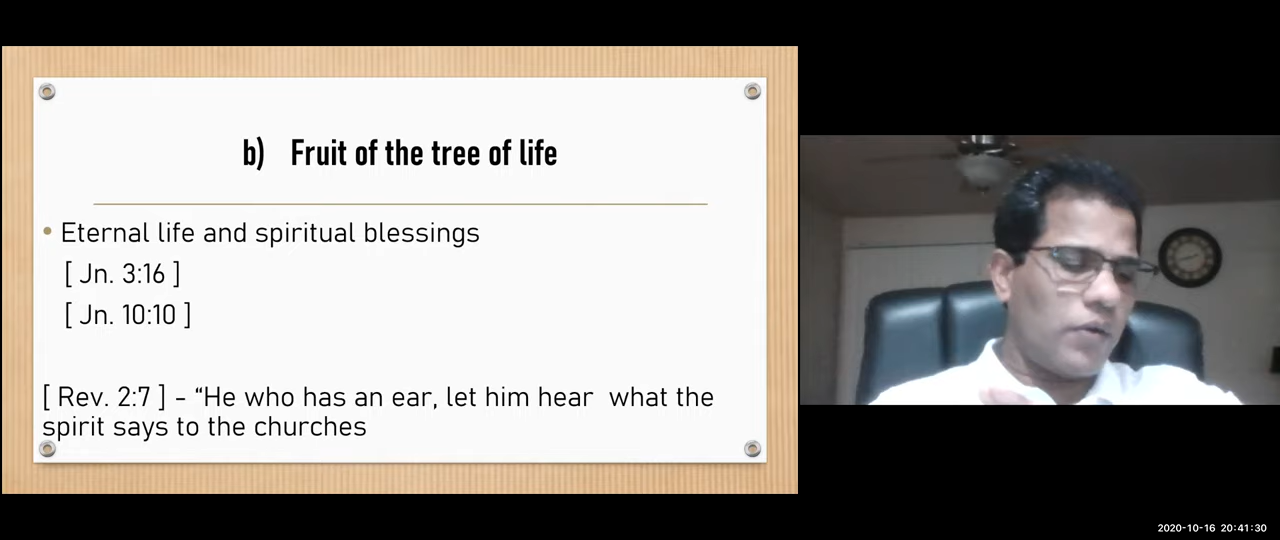 b) Fruit of the tree of life
• Eternal life and spiritual blessings
[ Jn. 3:16 ]
[ Jn. 10:10 ]
[ Rev. 2:7 ] - “He who has an ear, let him hear what the
spirit says to the churches
2020-10-16 20:41:30